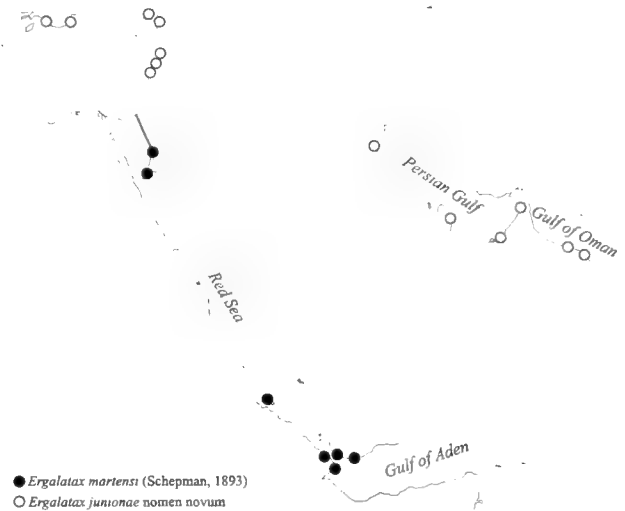 Persian Gulf
Gulf of Oman
Red Sea
Gulf of Aden
Ergalatax martensi (Schepman, 1893)
Ergalatax junionae nomen novum